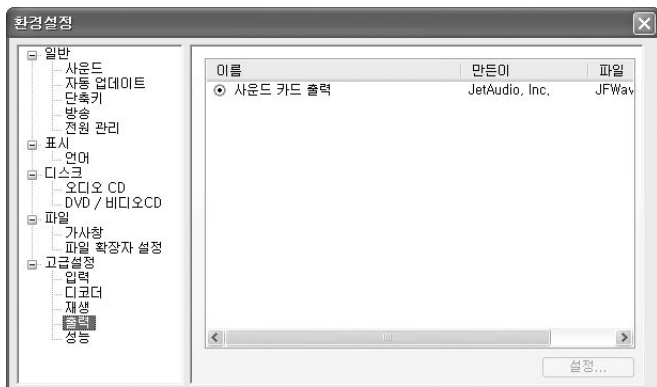 환경설정
일반
사운드
자동 업데이트
단축키
방송
전원 관리
표시
언어
디스크
오디오 CD
DVD / 비디오CD
파일
가사창
파일 확장자 설정
고급설정
입력
디코더
재생
출력
성능
이름 만든이 파일
사운드 카드 출력 JetAudio, Inc. JFWav
설정...